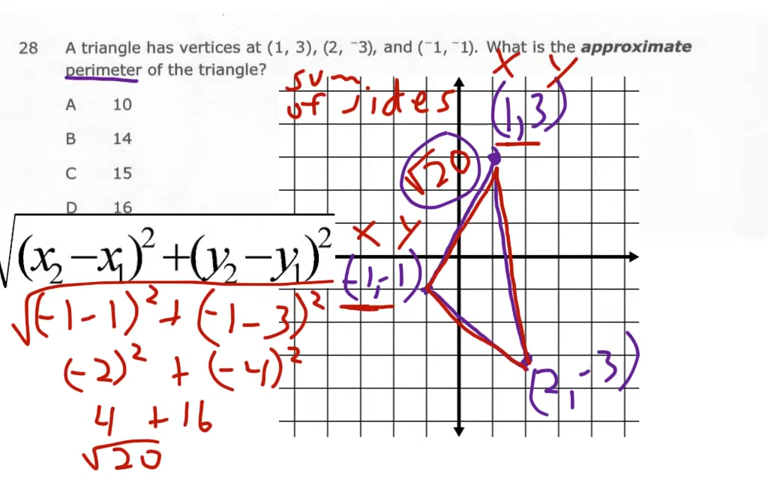 28 A triangle has vertices at (1, 3), (2, ⁻3), and (⁻1, ⁻1). What is the approximate
perimeter of the triangle?
A 10
B 14
C 15
D 16
sum
of sides
X Y
(1, 3)
√20
√(x₂−x₁)²+(y₂−y₁)²
X Y
(-1,-1)
√(-1-1)² + (-1-3)²
(-2)² + (-4)²
4 + 16
√20
(2,-3)